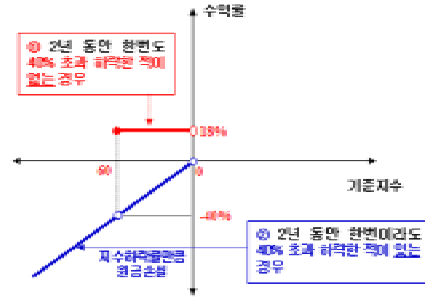 수익률
① 2년 동안 한번도
40% 초과 하락한 적이
없는 경우
18%
-60
0
기준지수
-40%
지수하락률만큼
원금손실
② 2년 동안 한번이라도
40% 초과 하락한 적이 있는
경우